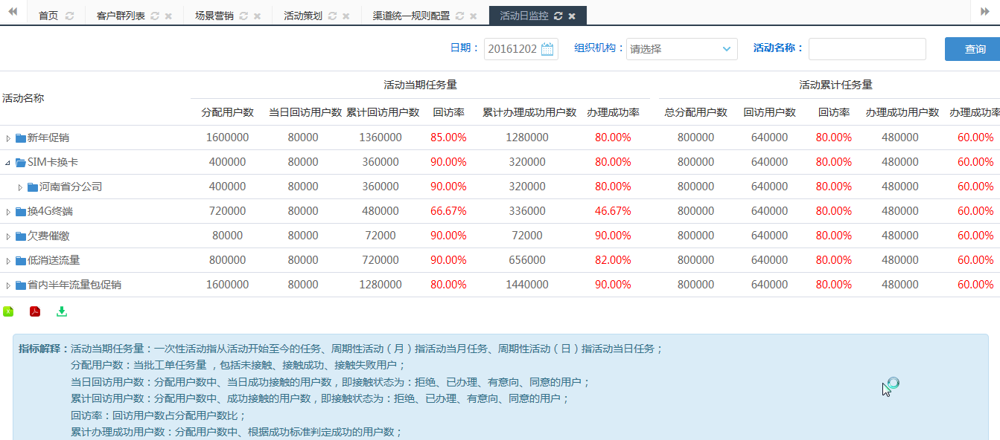 首页 客户群列表 场景营销 活动策划 渠道统一规则配置 活动日监控
日期： 20161202 组织机构： 请选择 活动名称： 查询
活动名称 活动当期任务量 活动累计任务量
分配用户数 当日回访用户数 累计回访用户数 回访率 累计办理成功用户数 办理成功率 总分配用户数 回访用户数 回访率 办理成功用户数 办理成功率
新年促销 1600000 80000 1360000 85.00% 1280000 80.00% 800000 640000 80.00% 480000 60.00%
SIM卡换卡 400000 80000 360000 90.00% 320000 80.00% 800000 640000 80.00% 480000 60.00%
河南省分公司 400000 80000 360000 90.00% 320000 80.00% 800000 640000 80.00% 480000 60.00%
换4G终端 720000 80000 480000 66.67% 336000 46.67% 800000 640000 80.00% 480000 60.00%
欠费催缴 80000 80000 72000 90.00% 72000 90.00% 800000 640000 80.00% 480000 60.00%
低消送流量 800000 80000 720000 90.00% 656000 82.00% 800000 640000 80.00% 480000 60.00%
省内半年流量包促销 1600000 80000 1280000 80.00% 1440000 90.00% 800000 640000 80.00% 480000 60.00%
指标解释：活动当期任务量：一次性活动指从活动开始至今的任务、周期性活动（月）指活动当月任务、周期性活动（日）指活动当日任务；
分配用户数：当批工单任务量 ，包括未接触、接触成功、接触失败用户；
当日回访用户数：分配用户数中、当日成功接触的用户数，即接触状态为：拒绝、已办理、有意向、同意的用户；
累计回访用户数：分配用户数中、成功接触的用户数，即接触状态为：拒绝、已办理、有意向、同意的用户；
回访率：回访用户数占分配用户数比；
累计办理成功用户数：分配用户数中、根据成功标准判定成功的用户数；